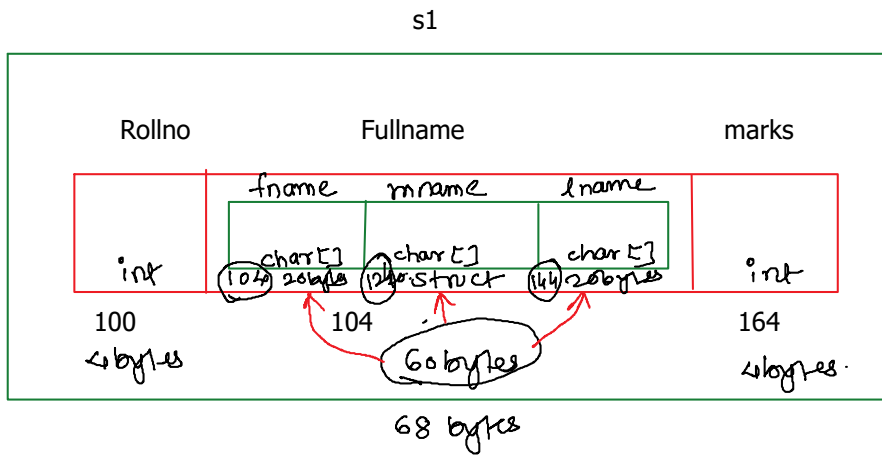 s1
Rollno Fullname marks
fname mname lname
char[] char[] char[]
int 104 20bytes 124 struct 144 20bytes int
100 104 164
4bytes 60bytes 4bytes.
68 bytes